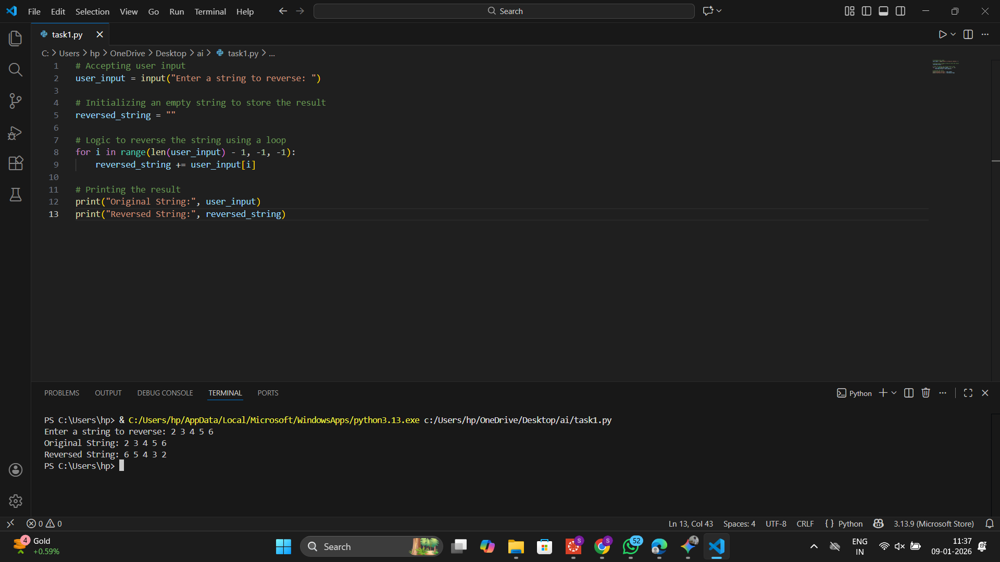 File Edit Selection View Go Run Terminal Help
Search
task1.py
C: > Users > hp > OneDrive > Desktop > ai > task1.py > ...
1 # Accepting user input
2 user_input = input("Enter a string to reverse: ")
3
4 # Initializing an empty string to store the result
5 reversed_string = ""
6
7 # Logic to reverse the string using a loop
8 for i in range(len(user_input) - 1, -1, -1):
9 reversed_string += user_input[i]
10
11 # Printing the result
12 print("Original String:", user_input)
13 print("Reversed String:", reversed_string)
PROBLEMS OUTPUT DEBUG CONSOLE TERMINAL PORTS
Python
PS C:\Users\hp> & C:/Users/hp/AppData/Local/Microsoft/WindowsApps/python3.13.exe c:/Users/hp/OneDrive/Desktop/ai/task1.py
Enter a string to reverse: 2 3 4 5 6
Original String: 2 3 4 5 6
Reversed String: 6 5 4 3 2
PS C:\Users\hp>
0 0 Ln 13, Col 43 Spaces: 4 UTF-8 CRLF { } Python 3.13.9 (Microsoft Store)
4 Gold
+0.59%
Search
S S 52
ENG
IN
11:37
09-01-2026